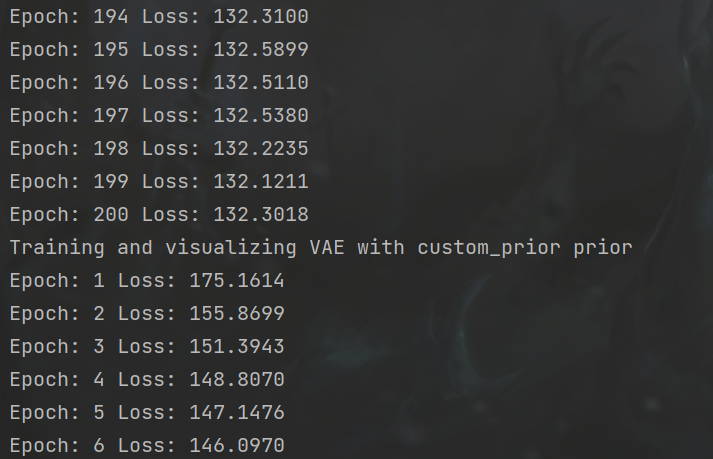 Epoch: 194 Loss: 132.3100
Epoch: 195 Loss: 132.5899
Epoch: 196 Loss: 132.5110
Epoch: 197 Loss: 132.5380
Epoch: 198 Loss: 132.2235
Epoch: 199 Loss: 132.1211
Epoch: 200 Loss: 132.3018
Training and visualizing VAE with custom_prior prior
Epoch: 1 Loss: 175.1614
Epoch: 2 Loss: 155.8699
Epoch: 3 Loss: 151.3943
Epoch: 4 Loss: 148.8070
Epoch: 5 Loss: 147.1476
Epoch: 6 Loss: 146.0970